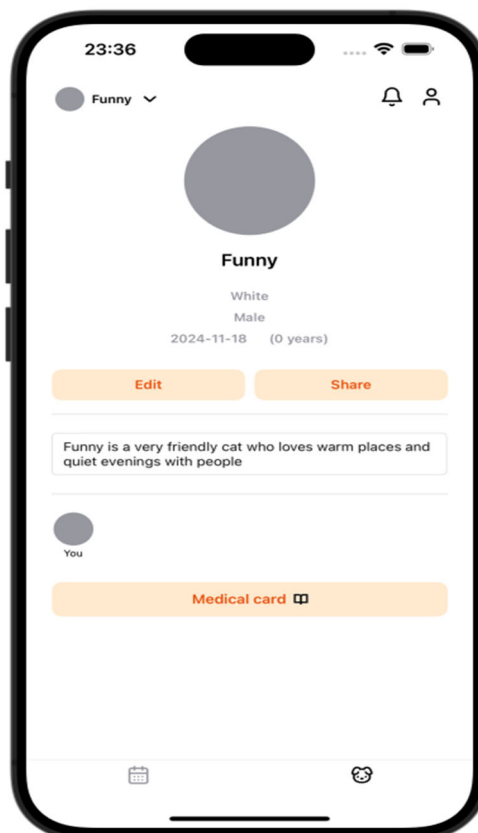 23:36
Funny
Funny
White
Male
2024-11-18 (0 years)
Edit
Share
Funny is a very friendly cat who loves warm places and
quiet evenings with people
You
Medical card